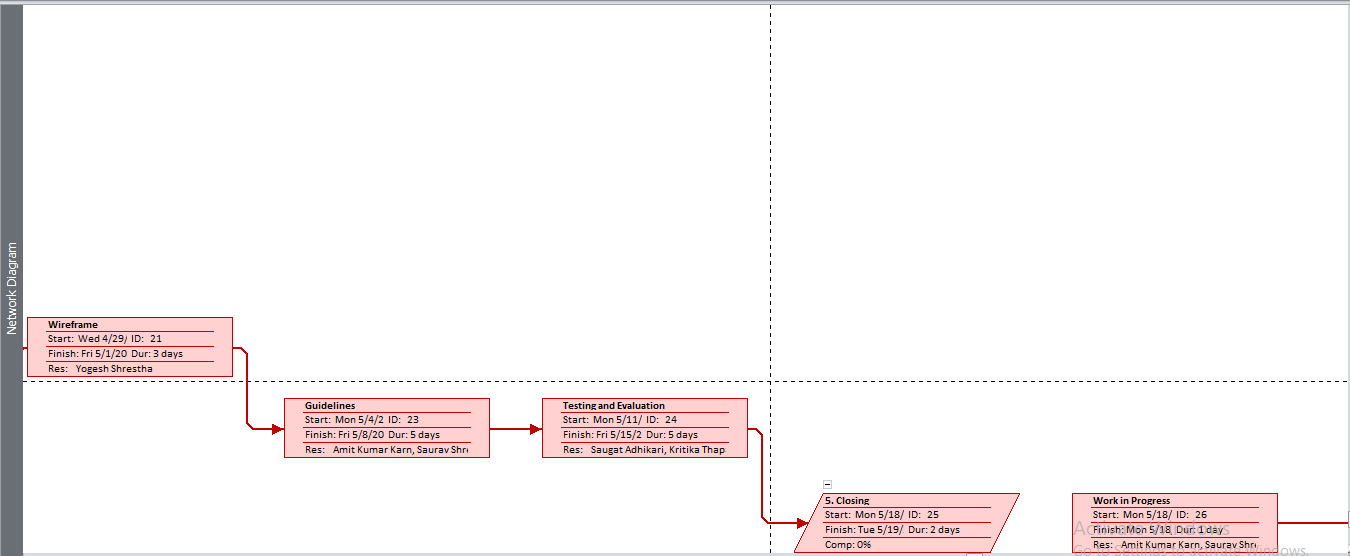 Network Diagram
Wireframe
Start: Wed 4/29/ ID: 21
Finish: Fri 5/1/20 Dur: 3 days
Res: Yogesh Shrestha
Guidelines
Start: Mon 5/4/2 ID: 23
Finish: Fri 5/8/20 Dur: 5 days
Res: Amit Kumar Karn, Saurav Shre
Testing and Evaluation
Start: Mon 5/11/ ID: 24
Finish: Fri 5/15/2 Dur: 5 days
Res: Saugat Adhikari, Kritika Thap
5. Closing
Start: Mon 5/18/ ID: 25
Finish: Tue 5/19/ Dur: 2 days
Comp: 0%
Work in Progress
Start: Mon 5/18/ ID: 26
Finish: Mon 5/18 Dur: 1 day
Res: Amit Kumar Karn, Saurav Shre
Activate Windows
Go to Settings to activate Windows.